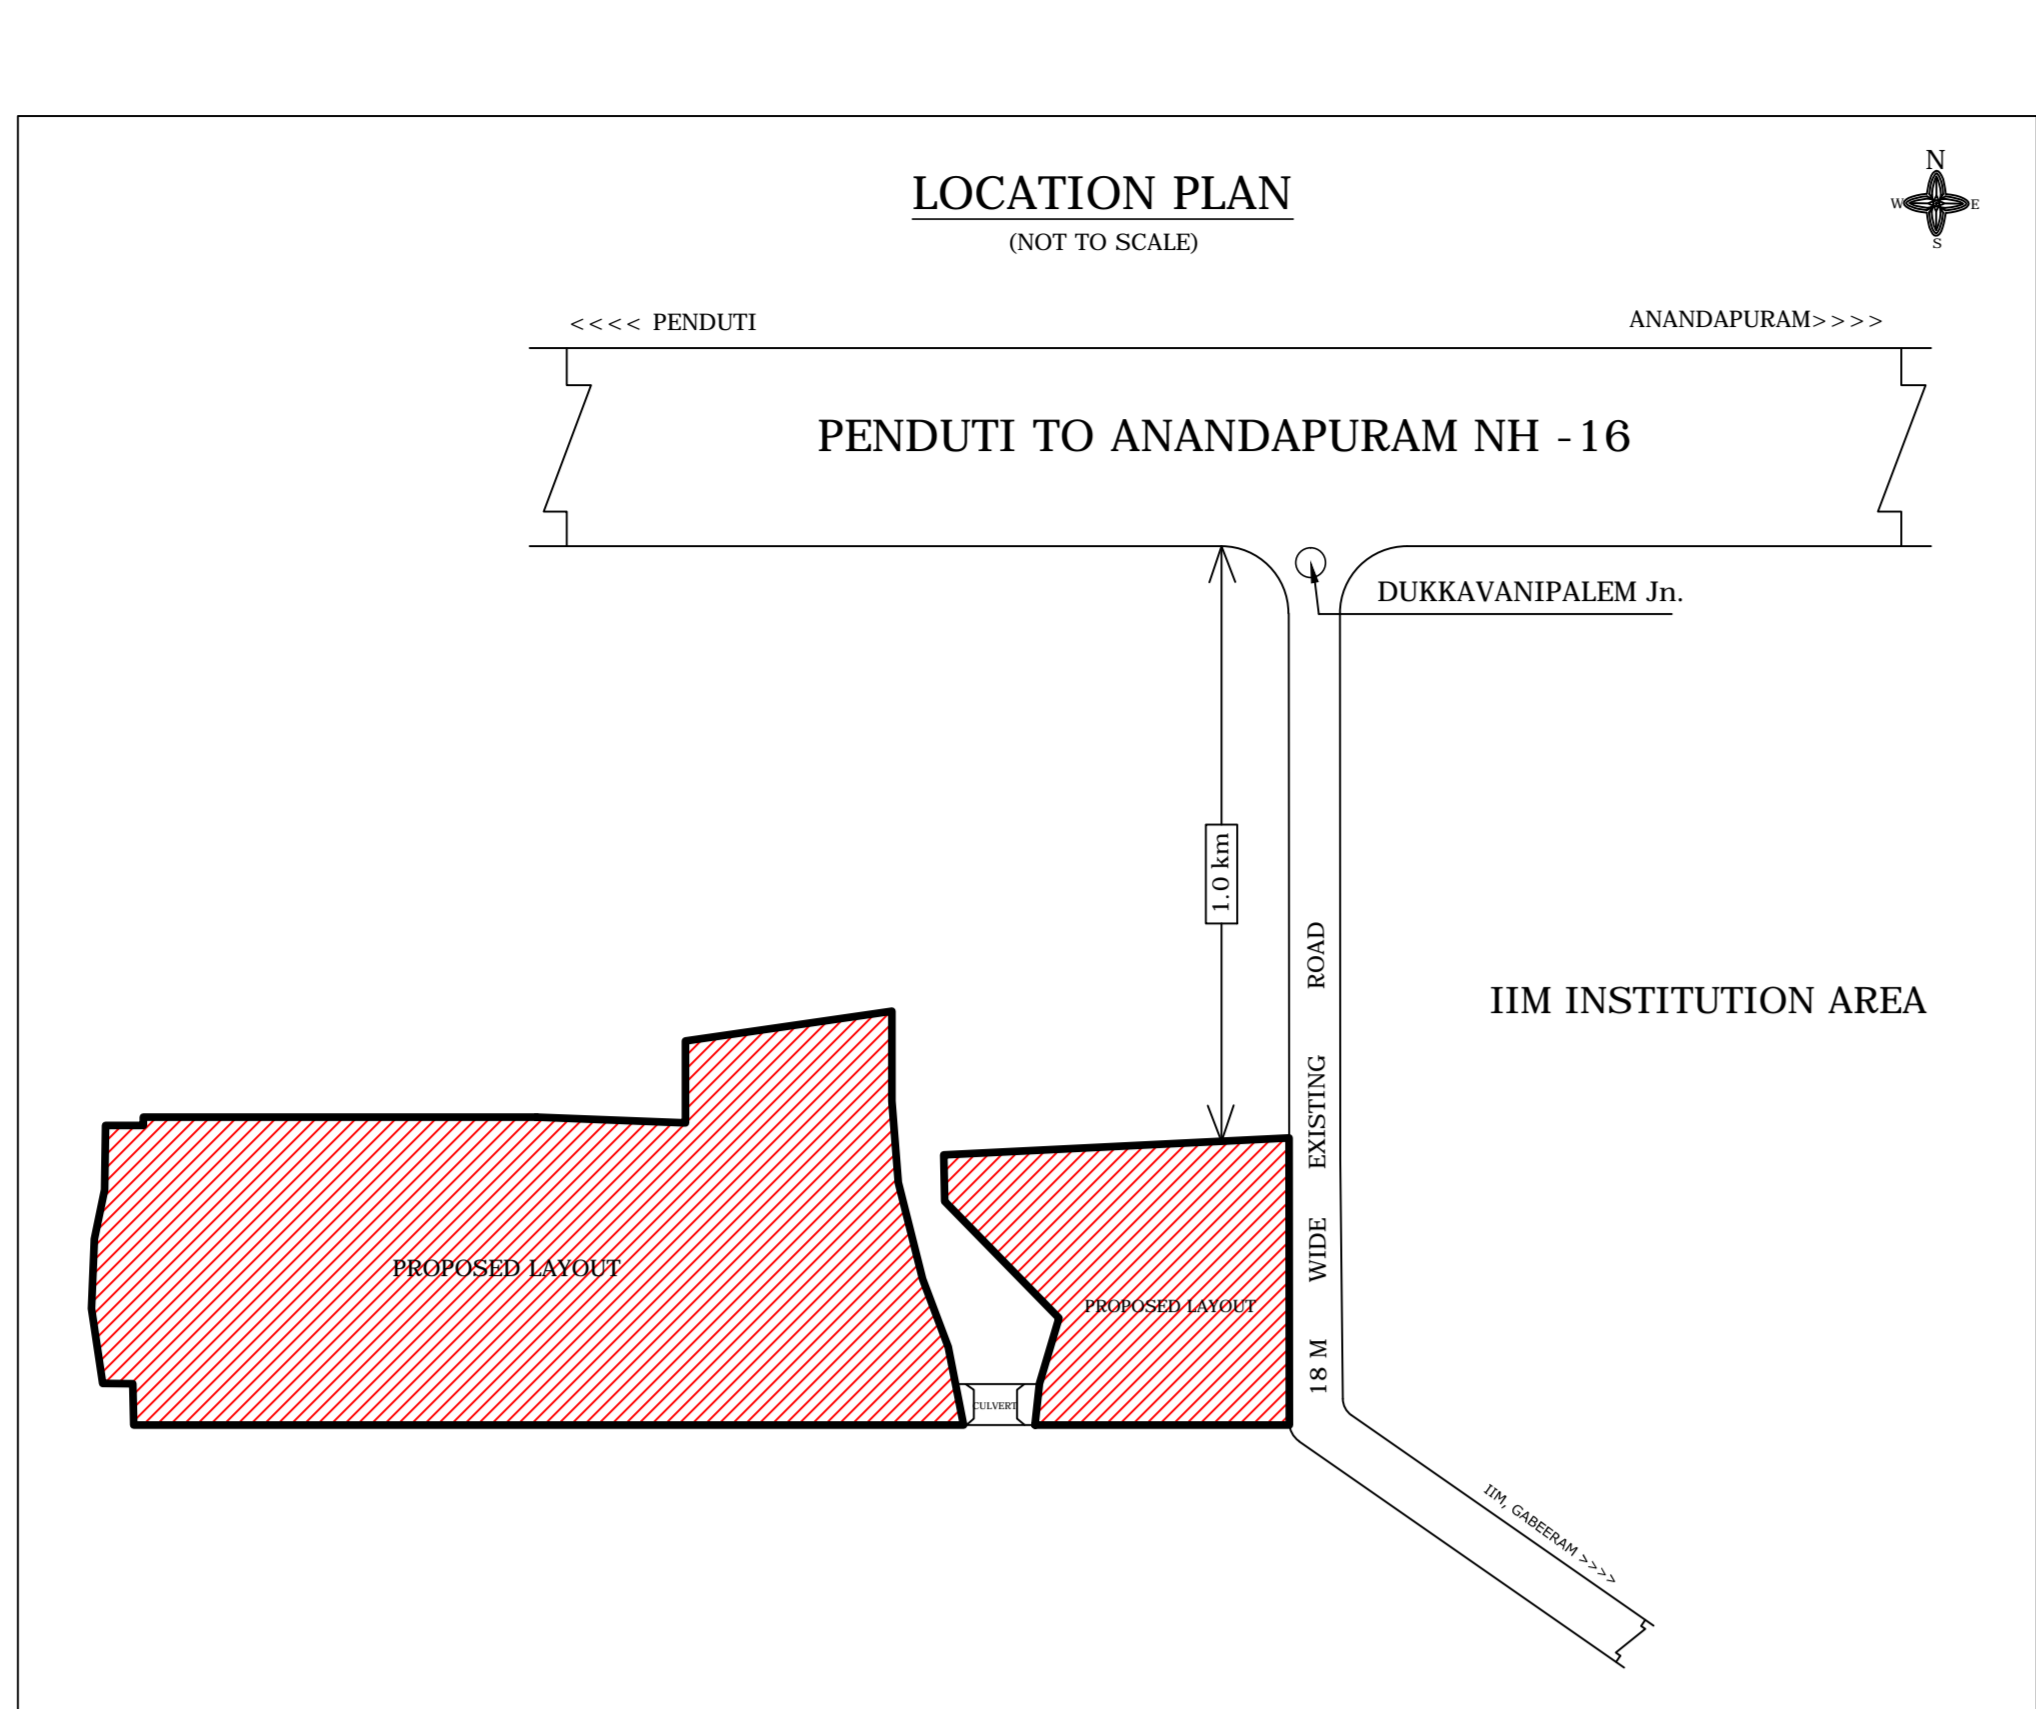 N
W E
S
LOCATION PLAN
(NOT TO SCALE)
<<<< PENDUTI
ANANDAPURAM>>>>
PENDUTI TO ANANDAPURAM NH -16
DUKKAVANIPALEM Jn.
1.0 km
18 M WIDE EXISTING ROAD
IIM INSTITUTION AREA
PROPOSED LAYOUT
PROPOSED LAYOUT
CULVERT
IIM, GABEERAM >>>>